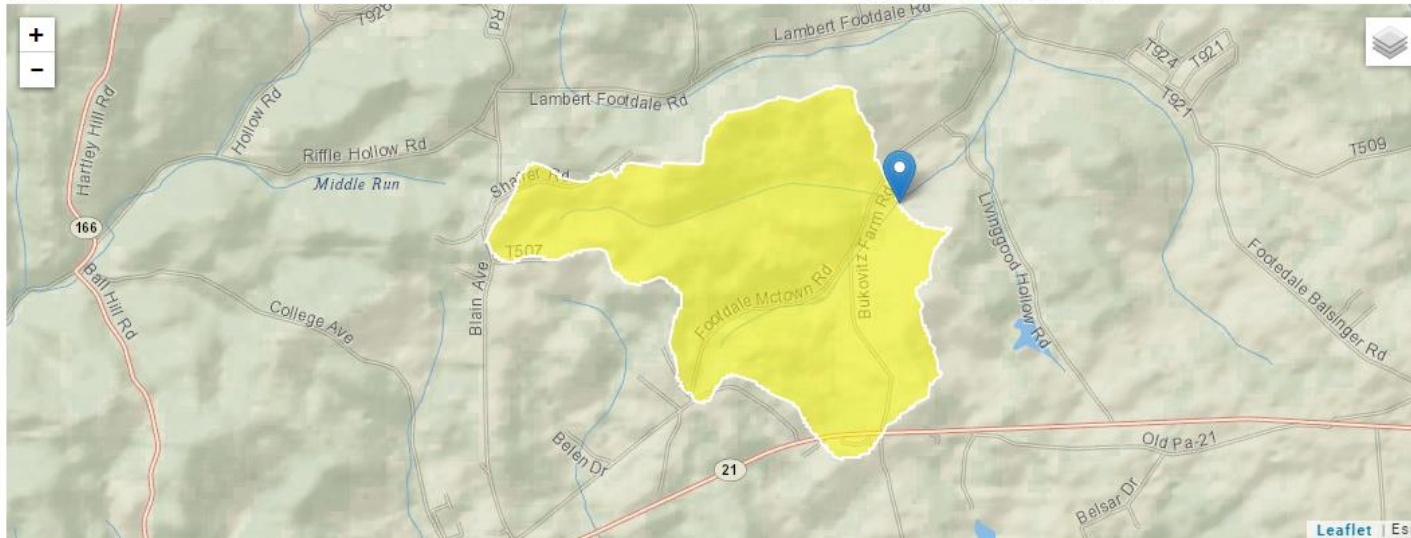 +
−
T926
Rd
Lambert Footdale Rd
T924
T921
T921
Hartley Hill Rd
Hollow Rd
Lambert Footdale Rd
Riffle Hollow Rd
T509
Middle Run
Shaffer Rd
166
T507
Bukovitz Farm Rd
Livinggood Hollow Rd
Ball Hill Rd
Blain Ave
College Ave
Footdale Mctown Rd
Footedale Balsinger Rd
Belen Dr
21
Old Pa-21
Belsar Dr
Leaflet | Es